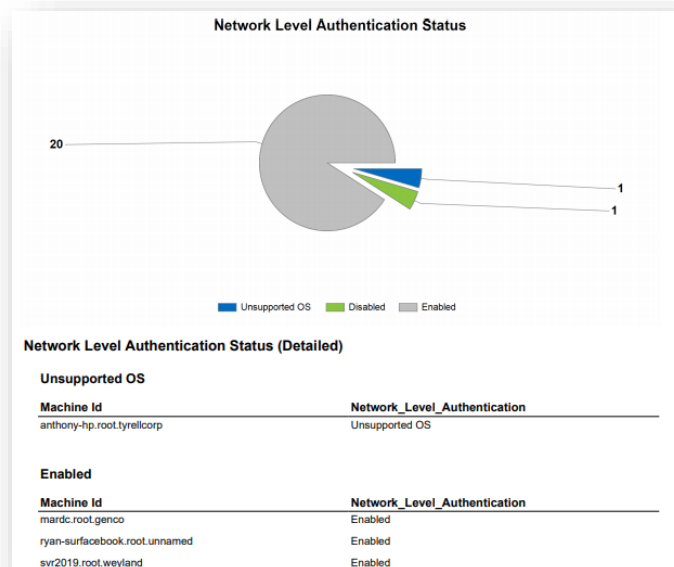 Network Level Authentication Status
20
1
1
Unsupported OS Disabled Enabled
Network Level Authentication Status (Detailed)
Unsupported OS
Machine Id Network_Level_Authentication
anthony-hp.root.tyrellcorp Unsupported OS
Enabled
Machine Id Network_Level_Authentication
mardc.root.genco Enabled
ryan-surfacebook.root.unnamed Enabled
svr2019.root.weyland Enabled